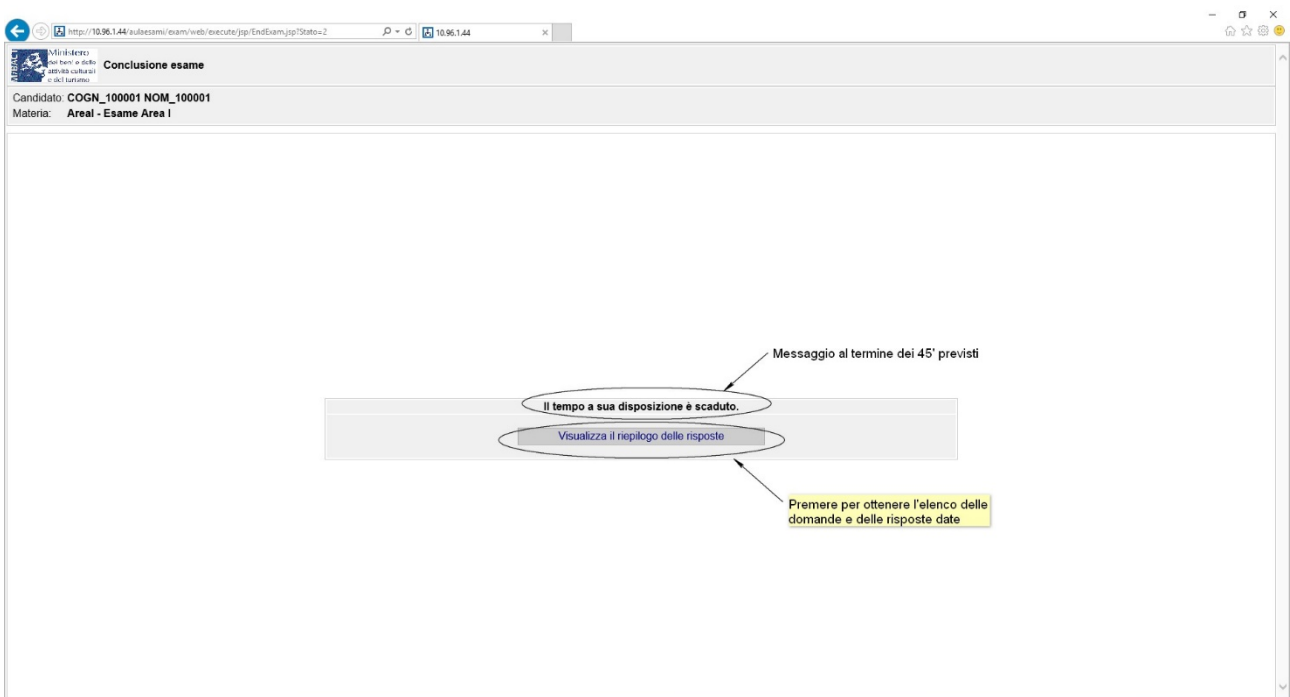 http://10.96.1.44/aulaesami/exam/web/execute/jsp/EndExam.jsp?Stato=2
10.96.1.44
Ministero
dei beni e delle
attività culturali
e del turismo
Conclusione esame
Candidato: COGN_100001 NOM_100001
Materia: AreaI - Esame Area I
Messaggio al termine dei 45' previsti
Il tempo a sua disposizione è scaduto.
Visualizza il riepilogo delle risposte
Premere per ottenere l'elenco delle
domande e delle risposte date